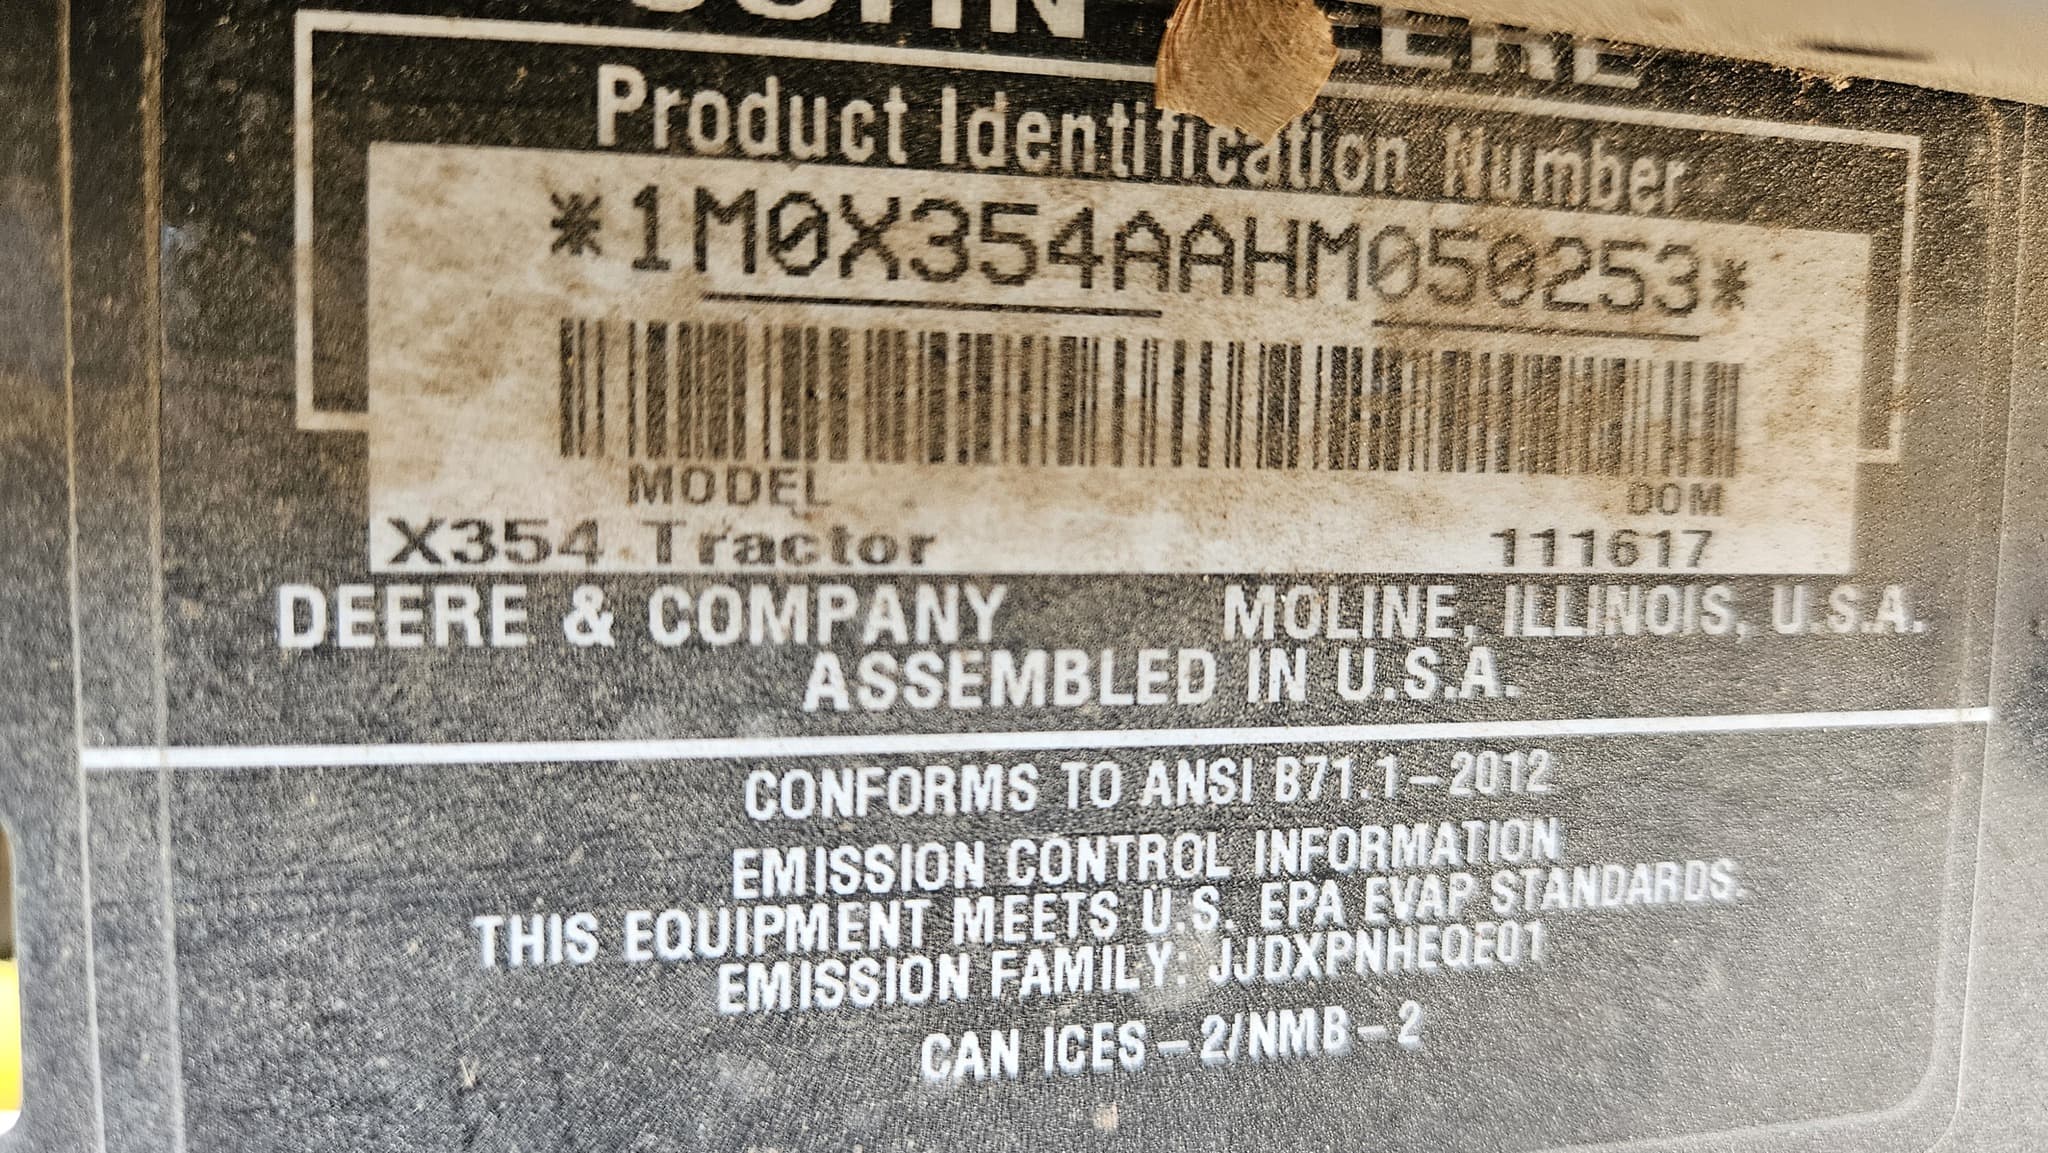 JOHN DEERE
Product Identification Number
*1M0X354AAHM050253*
MODEL DOM
X354 Tractor 111617
DEERE & COMPANY MOLINE, ILLINOIS, U.S.A.
ASSEMBLED IN U.S.A.
CONFORMS TO ANSI B71.1-2012
EMISSION CONTROL INFORMATION
THIS EQUIPMENT MEETS U.S. EPA EVAP STANDARDS.
EMISSION FAMILY: JJDXPNHEQE01
CAN ICES-2/NMB-2